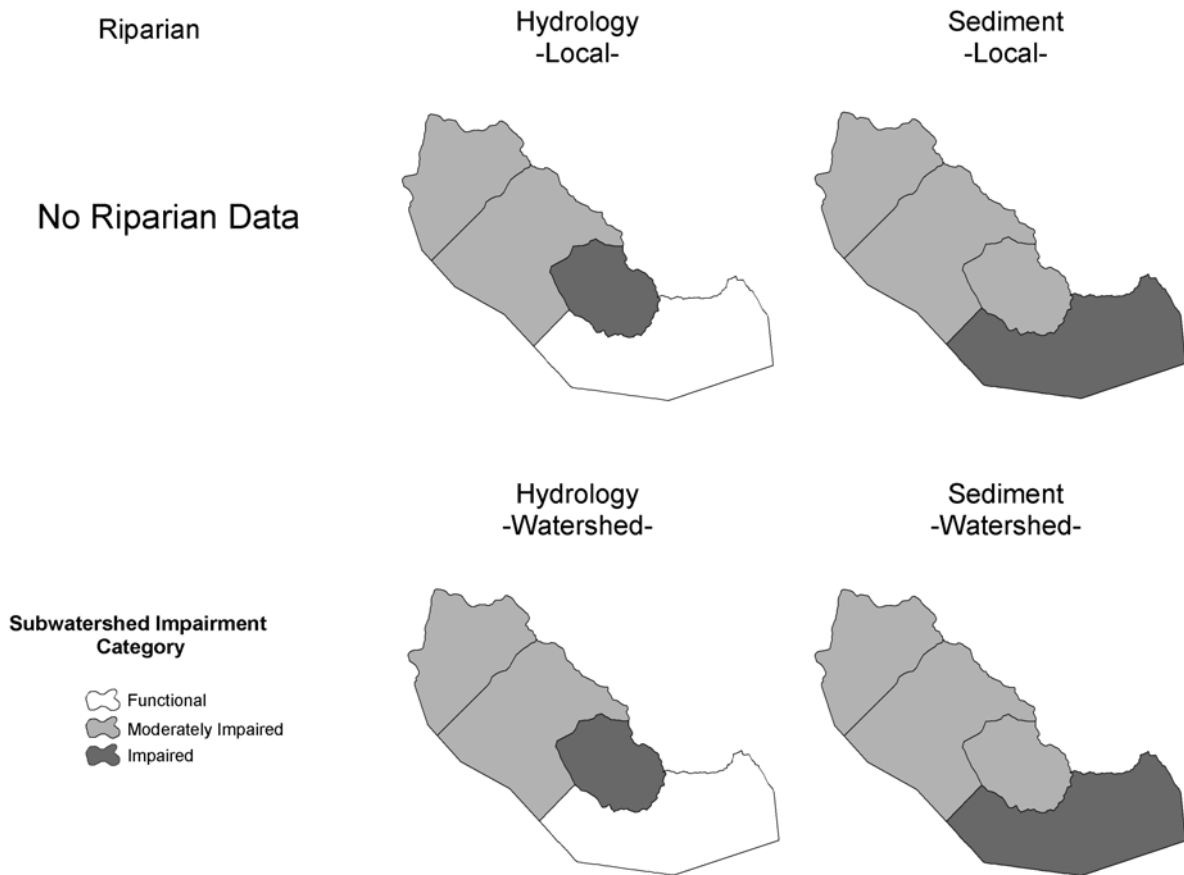 Riparian
Hydrology
-Local-
Sediment
-Local-
No Riparian Data
Hydrology
-Watershed-
Sediment
-Watershed-
Subwatershed Impairment
Category
Functional
Moderately Impaired
Impaired